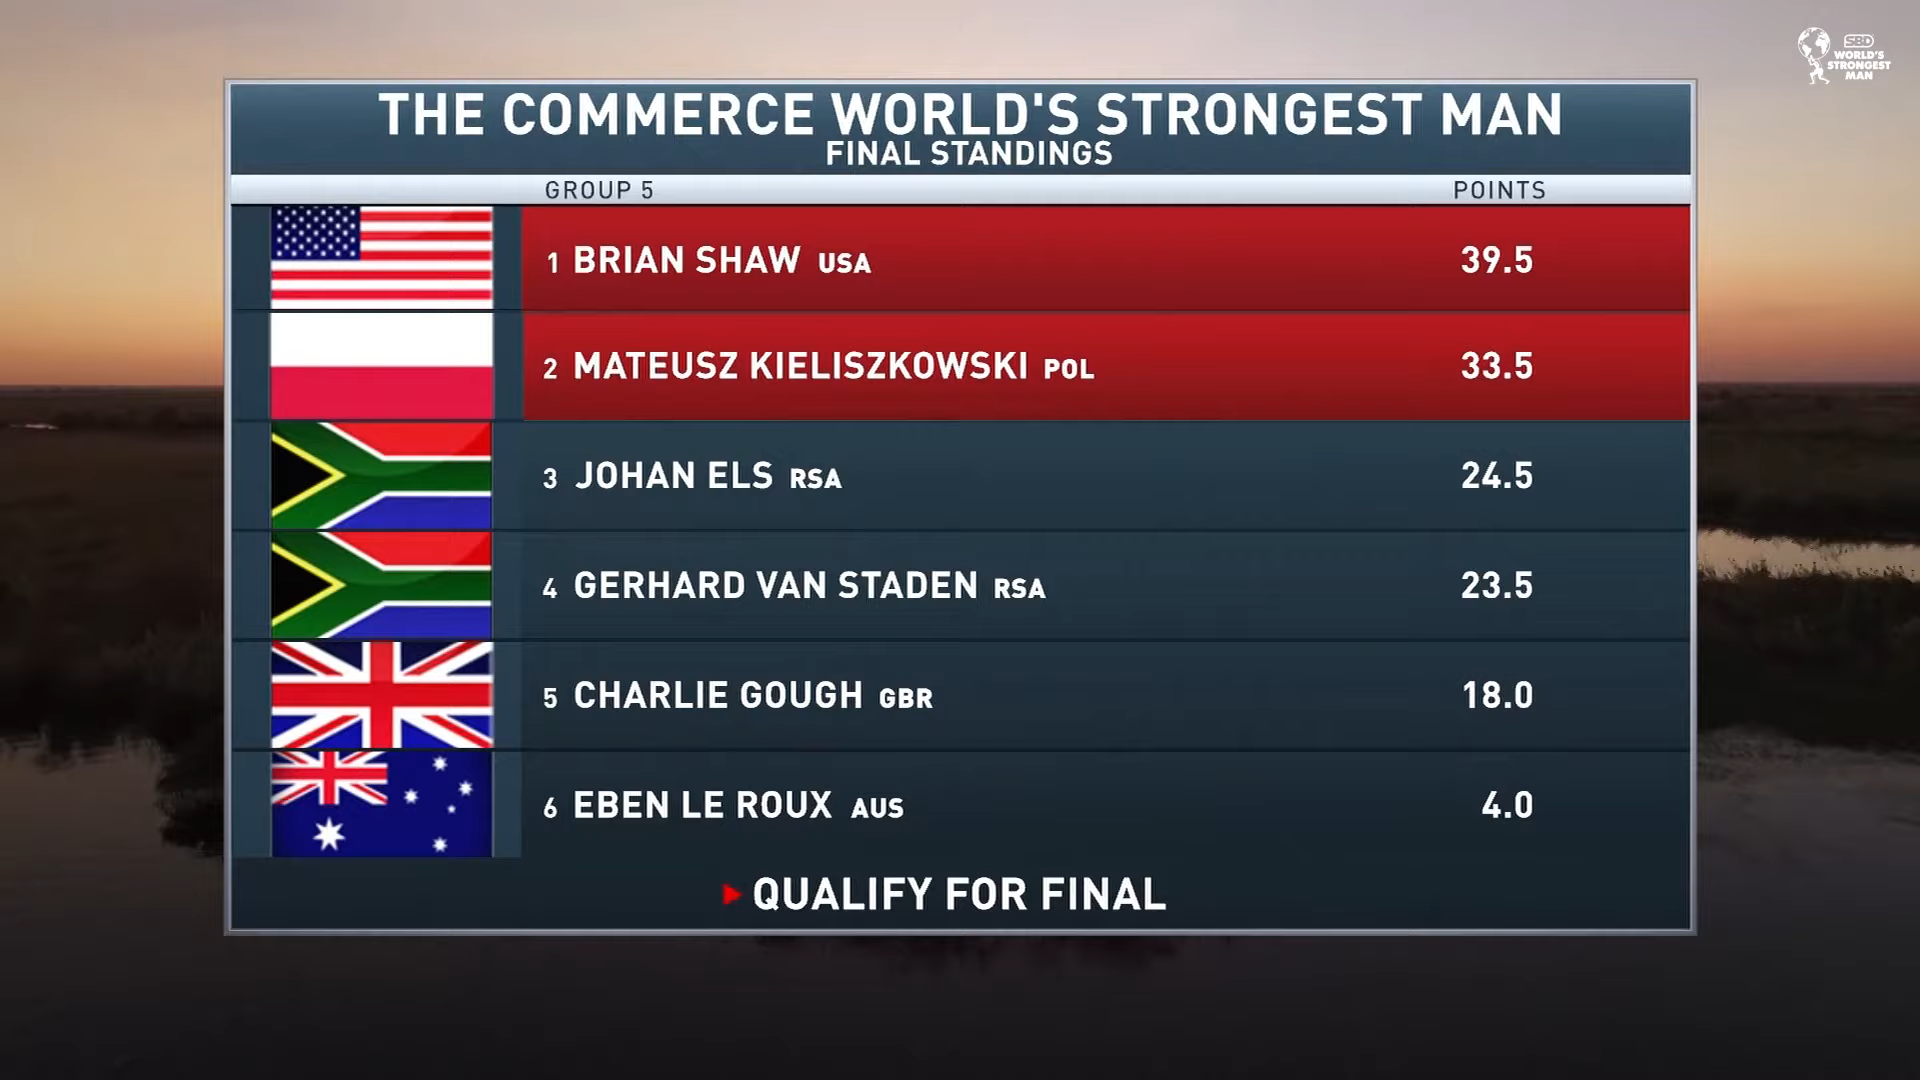 SBD
WORLD'S
STRONGEST
MAN
THE COMMERCE WORLD'S STRONGEST MAN
FINAL STANDINGS
GROUP 5 POINTS
1 BRIAN SHAW USA 39.5
2 MATEUSZ KIELISZKOWSKI POL 33.5
3 JOHAN ELS RSA 24.5
4 GERHARD VAN STADEN RSA 23.5
5 CHARLIE GOUGH GBR 18.0
6 EBEN LE ROUX AUS 4.0
QUALIFY FOR FINAL